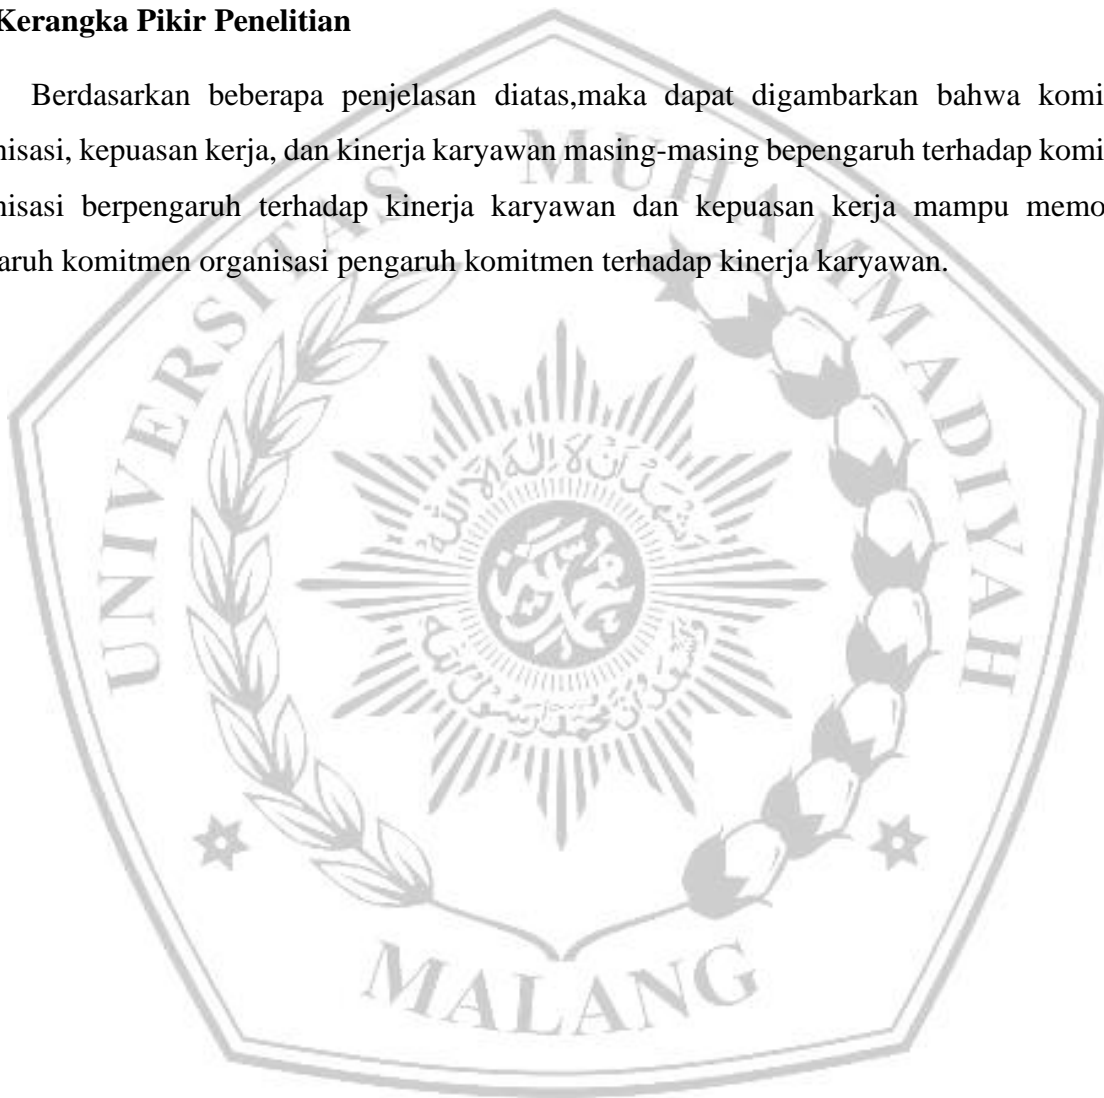 Kerangka Pikir Penelitian
Berdasarkan beberapa penjelasan diatas,maka dapat digambarkan bahwa komi
nisasi, kepuasan kerja, dan kinerja karyawan masing-masing bepengaruh terhadap komi
nisasi berpengaruh terhadap kinerja karyawan dan kepuasan kerja mampu memo
aruh komitmen organisasi pengaruh komitmen terhadap kinerja karyawan.
UNIVERSITAS MUHAMMADIYAH
MALANG